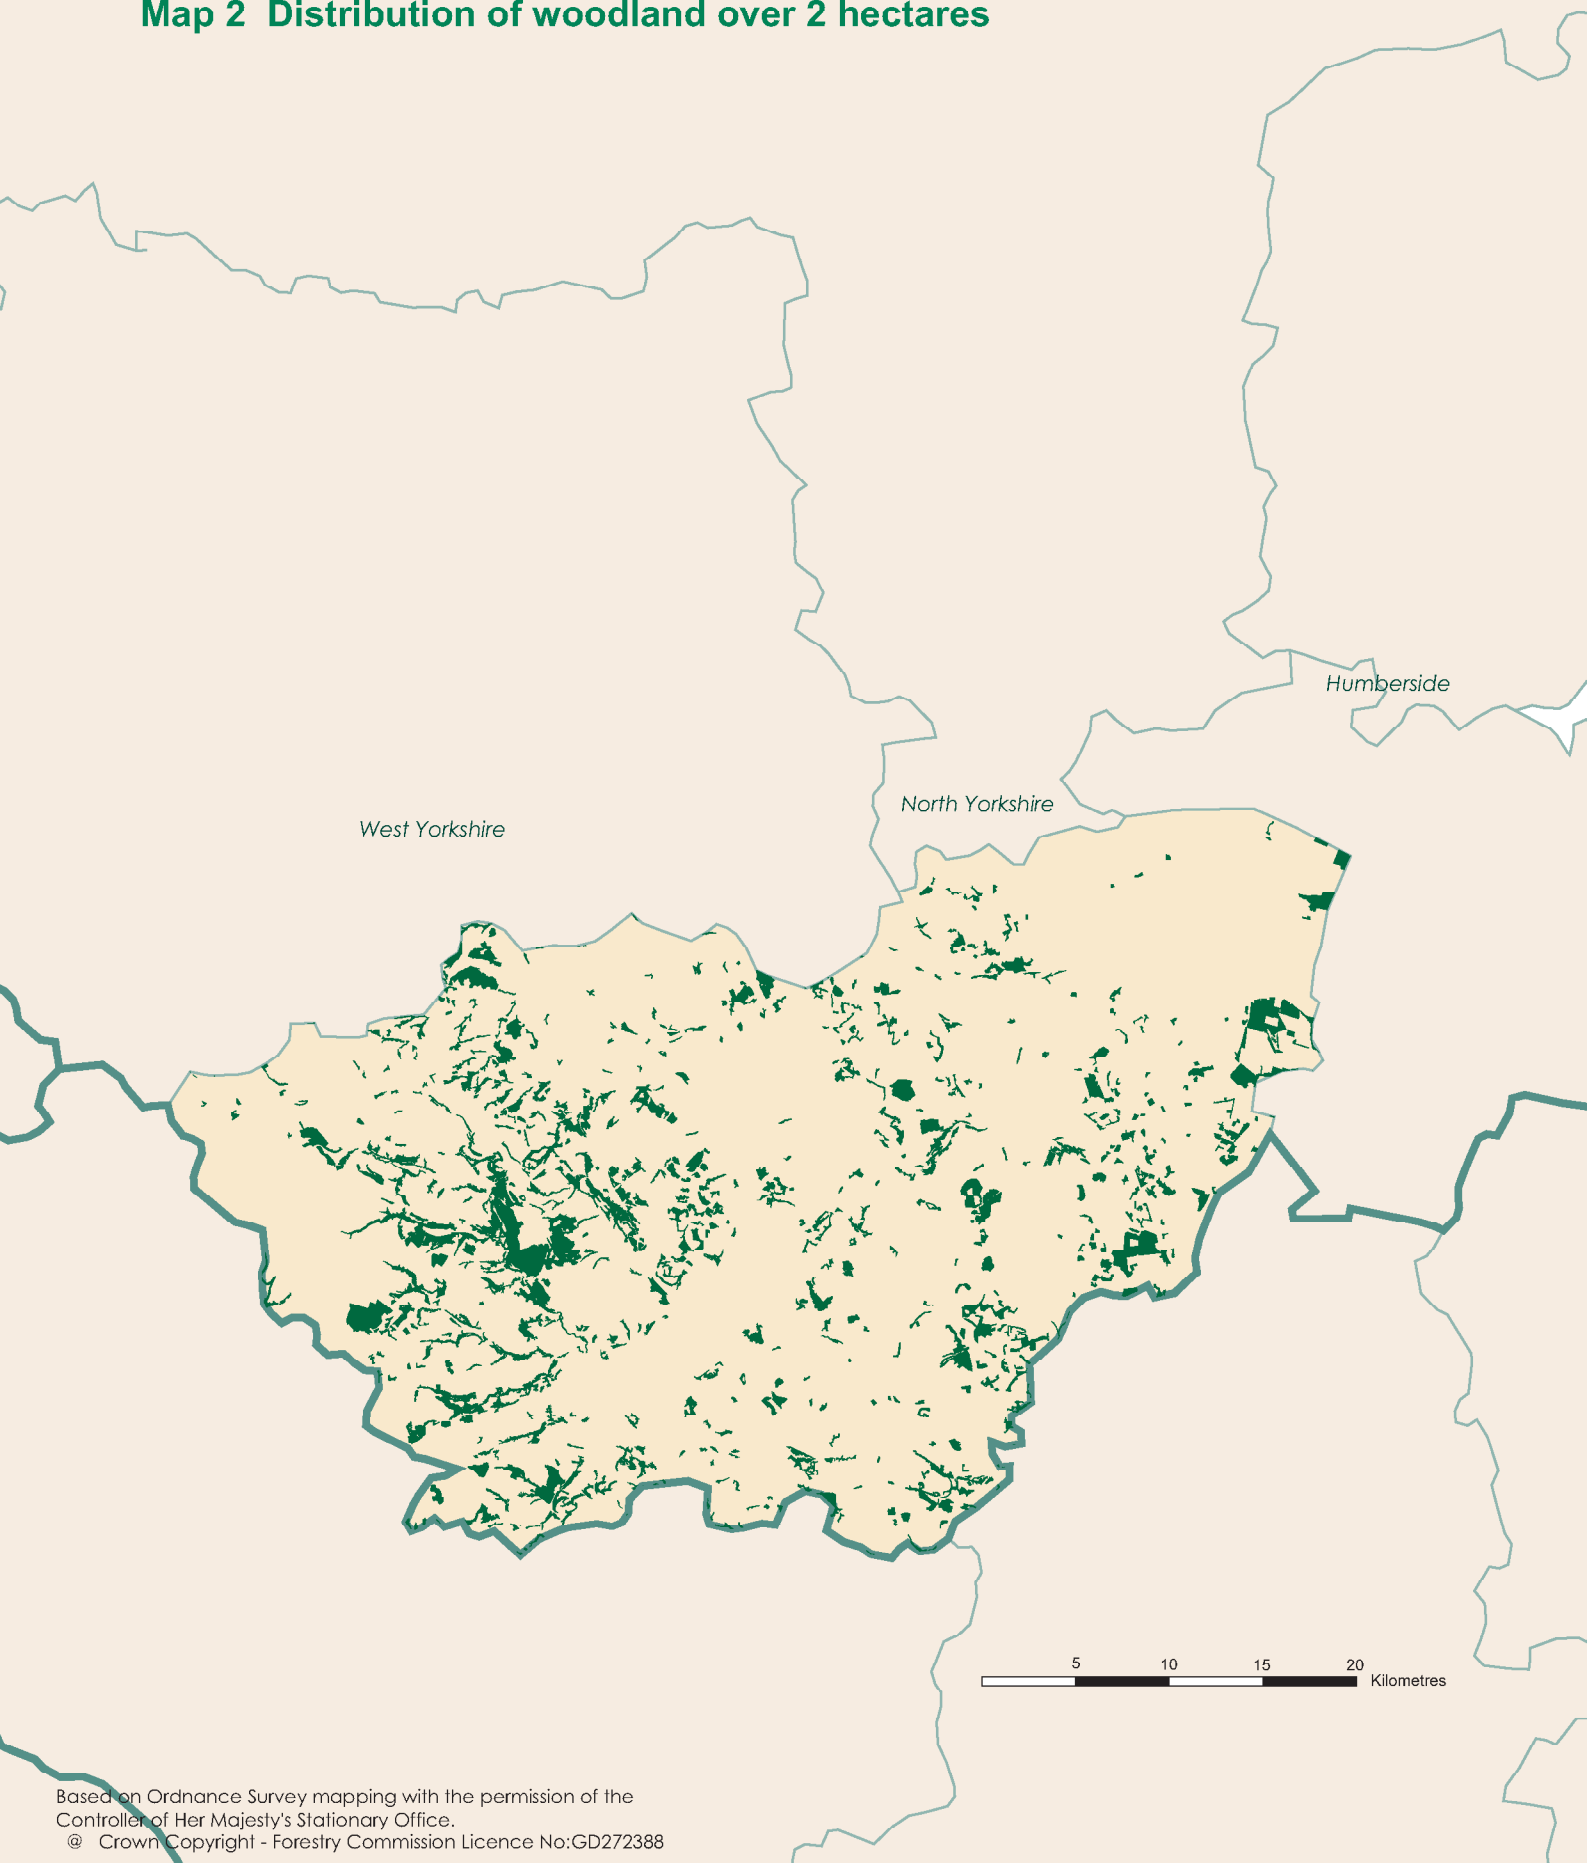 Map 2 Distribution of woodland over 2 hectares
Humberside
North Yorkshire
West Yorkshire
5 10 15 20
Kilometres
Based on Ordnance Survey mapping with the permission of the
Controller of Her Majesty's Stationary Office.
@ Crown Copyright - Forestry Commission Licence No:GD272388